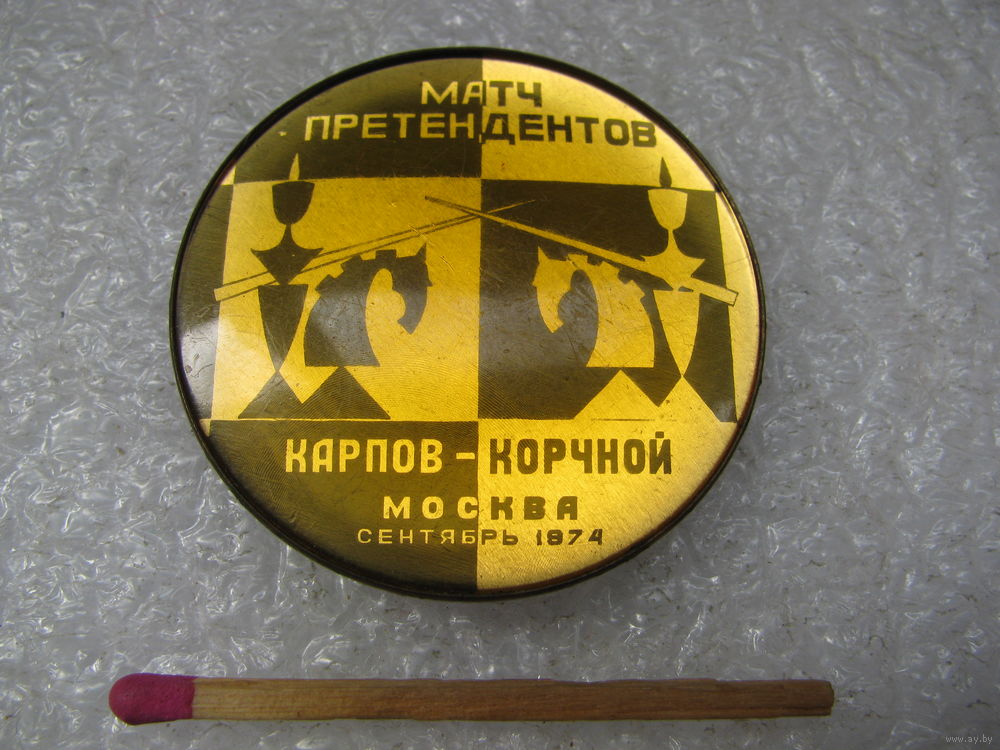 МАТЧ
ПРЕТЕНДЕНТОВ
КАРПОВ - КОРЧНОЙ
МОСКВА
СЕНТЯБРЬ 1974
www.ay.by